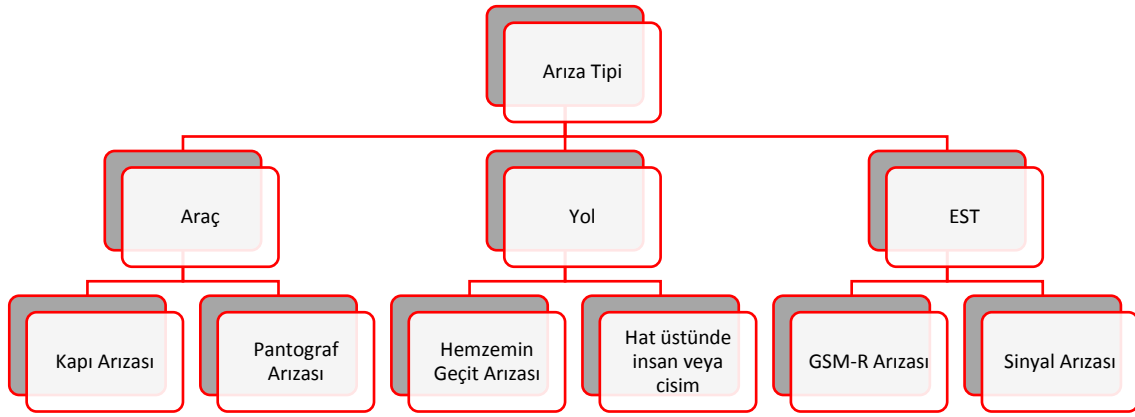 Arıza Tipi
Araç
Yol
EST
Kapı Arızası
Pantograf
Arızası
Hemzemin
Geçit Arızası
Hat üstünde
insan veya
cisim
GSM-R Arızası
Sinyal Arızası